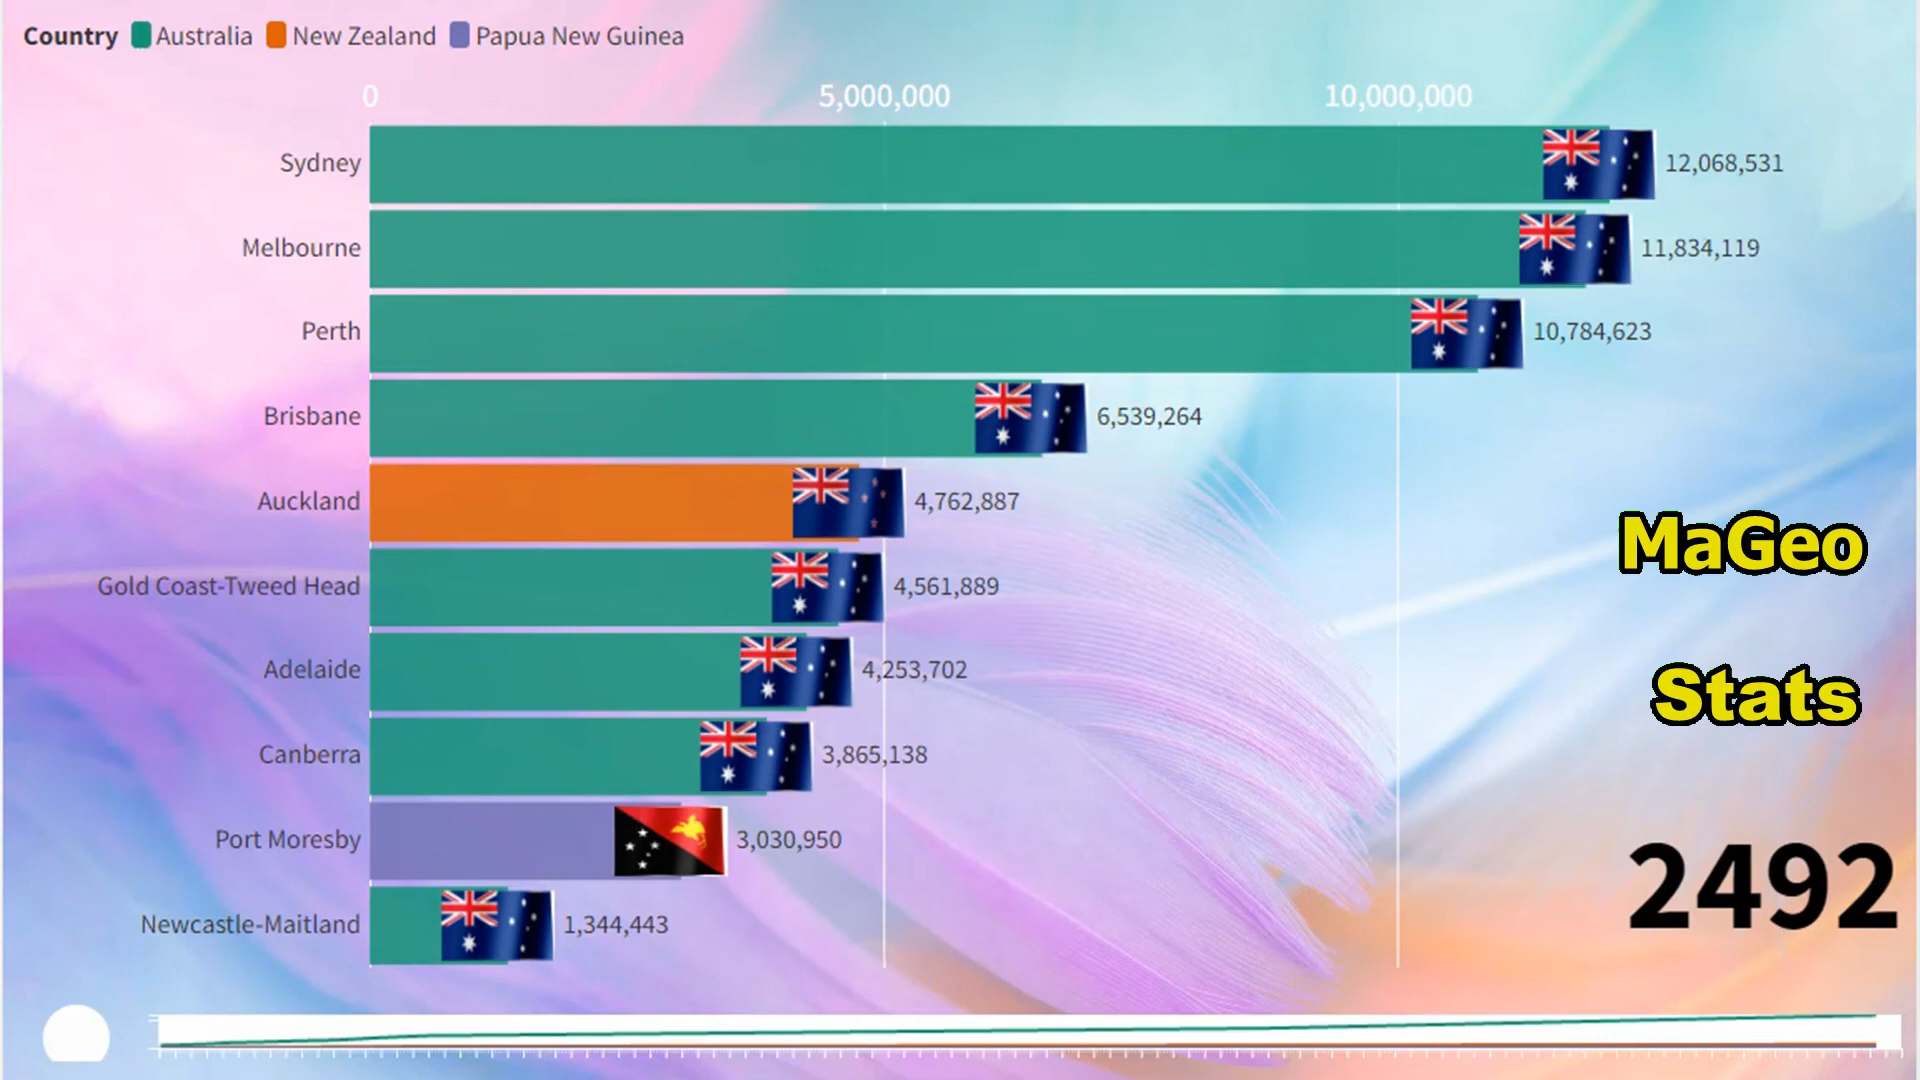 Country Australia New Zealand Papua New Guinea
0 5,000,000 10,000,000
Sydney 12,068,531
Melbourne 11,834,119
Perth 10,784,623
Brisbane 6,539,264
Auckland 4,762,887
Gold Coast-Tweed Head 4,561,889
Adelaide 4,253,702
Canberra 3,865,138
Port Moresby 3,030,950
Newcastle-Maitland 1,344,443
MaGeo
Stats
2492